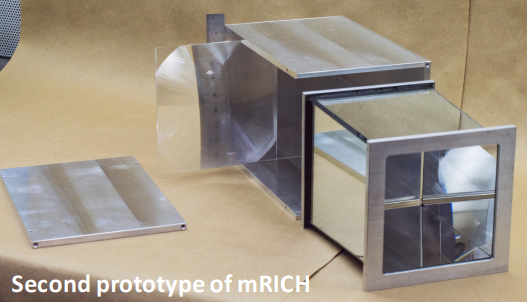 Second prototype of mRICH